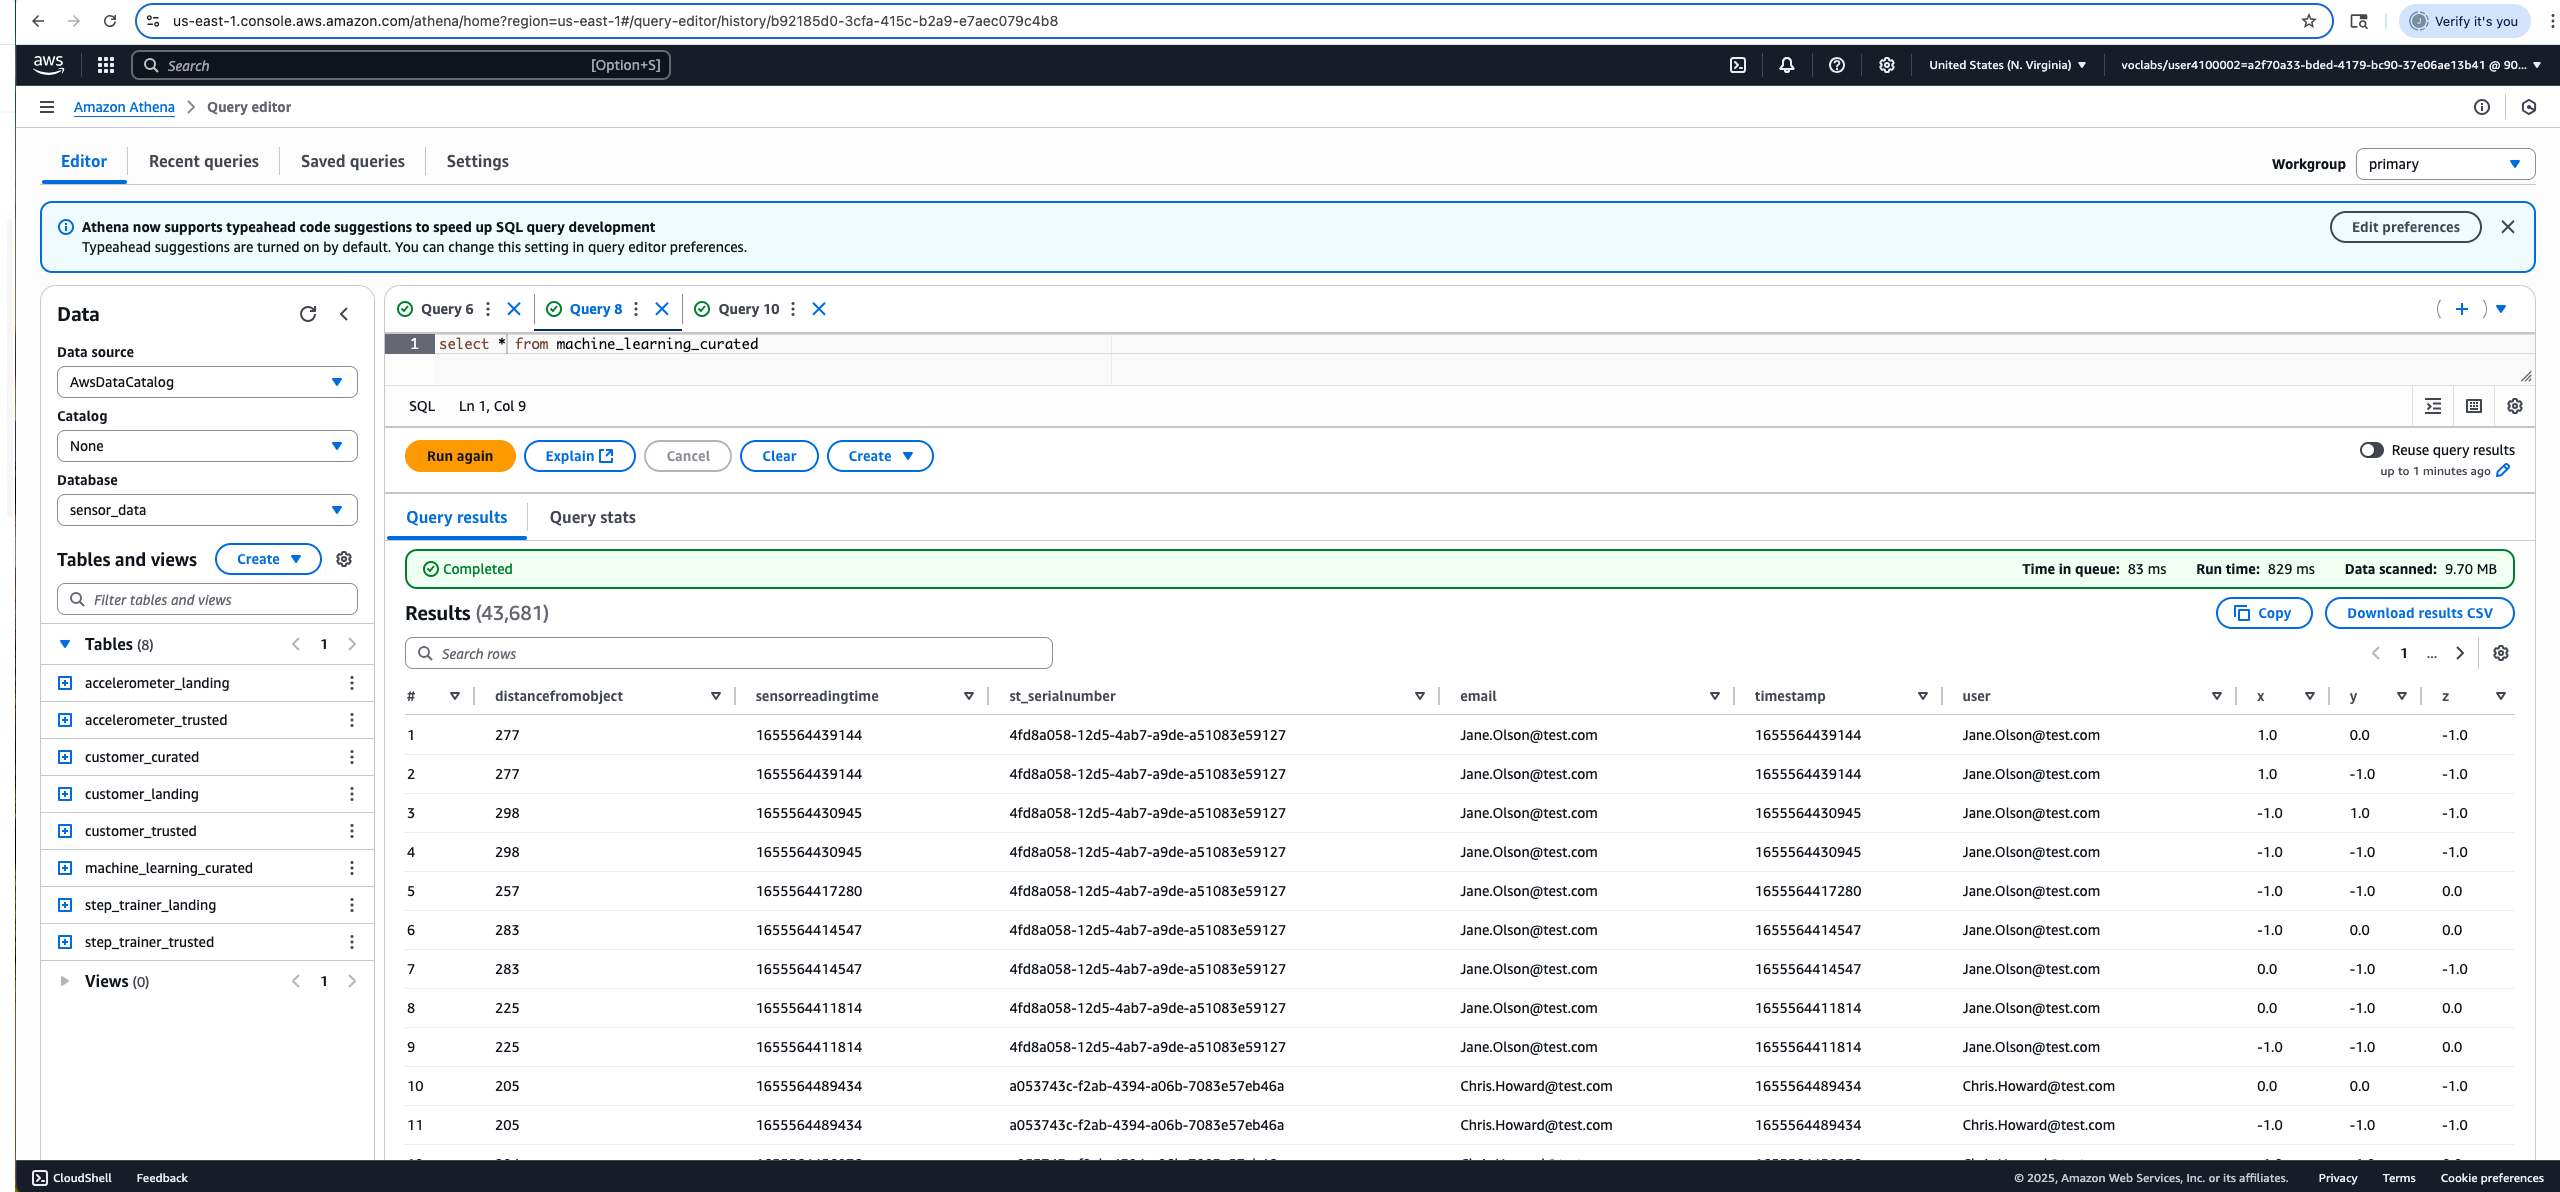 us-east-1.console.aws.amazon.com/athena/home?region=us-east-1#/query-editor/history/b92185d0-3cfa-415c-b2a9-e7aec079c4b8
J Verify it's you
aws Search [Option+S] United States (N. Virginia) voclabs/user4100002=a2f70a33-bded-4179-bc90-37e06ae13b41 @ 90...
Amazon Athena > Query editor
Editor Recent queries Saved queries Settings Workgroup primary
Athena now supports typeahead code suggestions to speed up SQL query development
Typeahead suggestions are turned on by default. You can change this setting in query editor preferences.
Edit preferences
Data
Data source
AwsDataCatalog
Catalog
None
Database
sensor_data
Tables and views Create
Filter tables and views
Tables (8) 1
accelerometer_landing
accelerometer_trusted
customer_curated
customer_landing
customer_trusted
machine_learning_curated
step_trainer_landing
step_trainer_trusted
Views (0) 1
Query 6 Query 8 Query 10
1 select * from machine_learning_curated
SQL Ln 1, Col 9
Run again Explain Cancel Clear Create
Reuse query results
up to 1 minutes ago
Query results Query stats
Completed Time in queue: 83 ms Run time: 829 ms Data scanned: 9.70 MB
Results (43,681) Copy Download results CSV
Search rows 1 ...
# distancefromobject sensorreadingtime st_serialnumber email timestamp user x y z
1 277 1655564439144 4fd8a058-12d5-4ab7-a9de-a51083e59127 Jane.Olson@test.com 1655564439144 Jane.Olson@test.com 1.0 0.0 -1.0
2 277 1655564439144 4fd8a058-12d5-4ab7-a9de-a51083e59127 Jane.Olson@test.com 1655564439144 Jane.Olson@test.com 1.0 -1.0 -1.0
3 298 1655564430945 4fd8a058-12d5-4ab7-a9de-a51083e59127 Jane.Olson@test.com 1655564430945 Jane.Olson@test.com -1.0 1.0 -1.0
4 298 1655564430945 4fd8a058-12d5-4ab7-a9de-a51083e59127 Jane.Olson@test.com 1655564430945 Jane.Olson@test.com -1.0 -1.0 -1.0
5 257 1655564417280 4fd8a058-12d5-4ab7-a9de-a51083e59127 Jane.Olson@test.com 1655564417280 Jane.Olson@test.com -1.0 -1.0 0.0
6 283 1655564414547 4fd8a058-12d5-4ab7-a9de-a51083e59127 Jane.Olson@test.com 1655564414547 Jane.Olson@test.com -1.0 0.0 0.0
7 283 1655564414547 4fd8a058-12d5-4ab7-a9de-a51083e59127 Jane.Olson@test.com 1655564414547 Jane.Olson@test.com 0.0 -1.0 -1.0
8 225 1655564411814 4fd8a058-12d5-4ab7-a9de-a51083e59127 Jane.Olson@test.com 1655564411814 Jane.Olson@test.com 0.0 -1.0 0.0
9 225 1655564411814 4fd8a058-12d5-4ab7-a9de-a51083e59127 Jane.Olson@test.com 1655564411814 Jane.Olson@test.com -1.0 -1.0 0.0
10 205 1655564489434 a053743c-f2ab-4394-a06b-7083e57eb46a Chris.Howard@test.com 1655564489434 Chris.Howard@test.com 0.0 0.0 -1.0
11 205 1655564489434 a053743c-f2ab-4394-a06b-7083e57eb46a Chris.Howard@test.com 1655564489434 Chris.Howard@test.com -1.0 -1.0 -1.0
CloudShell Feedback © 2025, Amazon Web Services, Inc. or its affiliates. Privacy Terms Cookie preferences